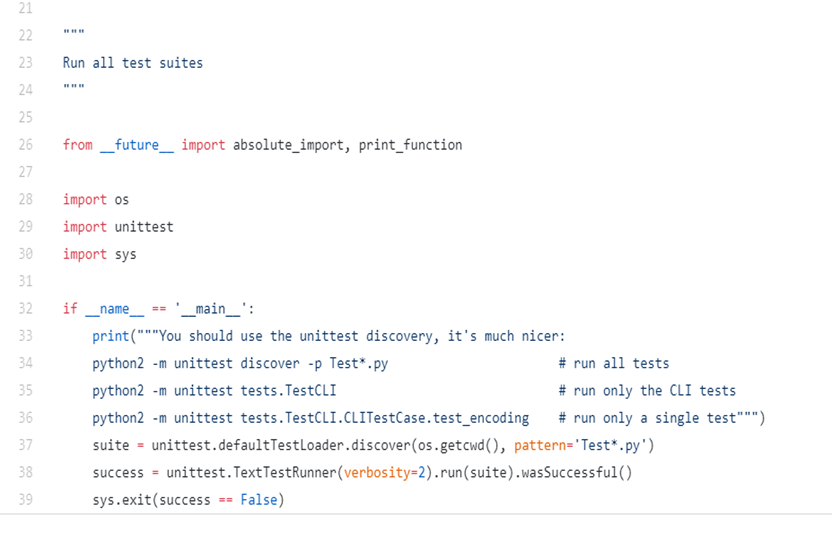 21
22 """
23 Run all test suites
24 """
25
26 from __future__ import absolute_import, print_function
27
28 import os
29 import unittest
30 import sys
31
32 if __name__ == '__main__':
33     print("""You should use the unittest discovery, it's much nicer:
34     python2 -m unittest discover -p Test*.py                       # run all tests
35     python2 -m unittest tests.TestCLI                              # run only the CLI tests
36     python2 -m unittest tests.TestCLI.CLITestCase.test_encoding    # run only a single test""")
37     suite = unittest.defaultTestLoader.discover(os.getcwd(), pattern='Test*.py')
38     success = unittest.TextTestRunner(verbosity=2).run(suite).wasSuccessful()
39     sys.exit(success == False)